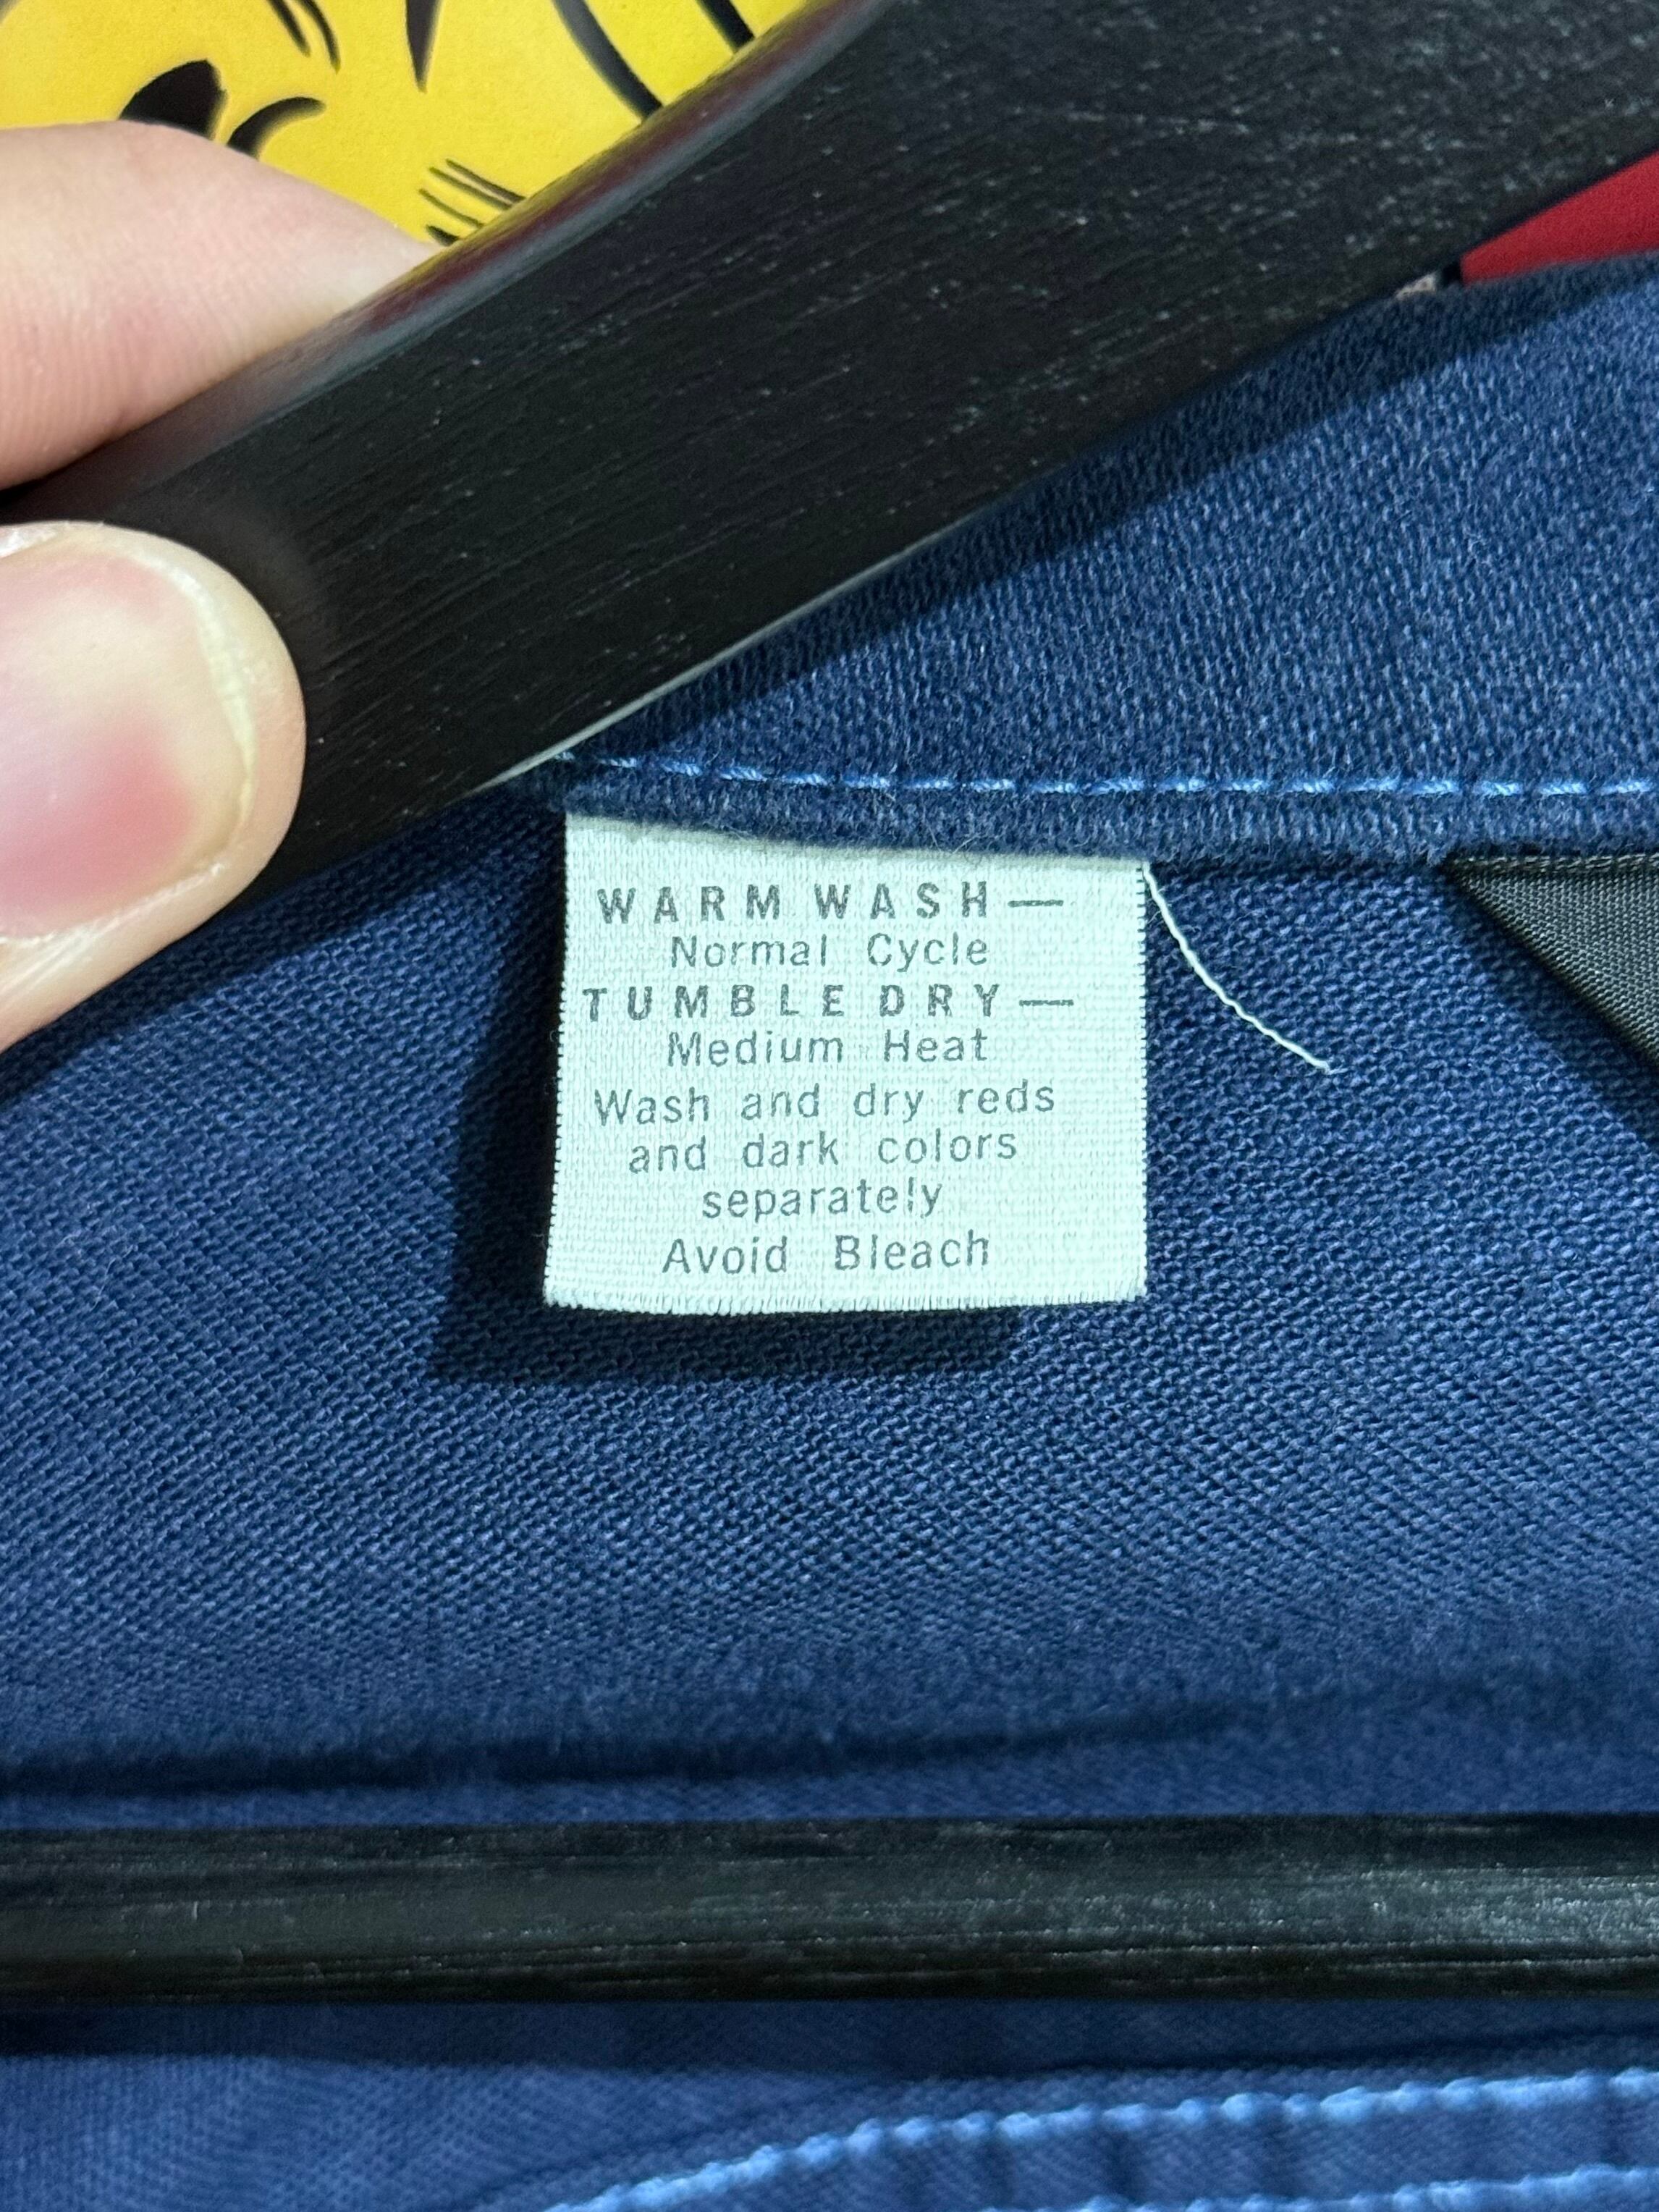 WARM WASH—
Normal Cycle
TUMBLE DRY—
Medium Heat
Wash and dry reds
and dark colors
separately
Avoid Bleach